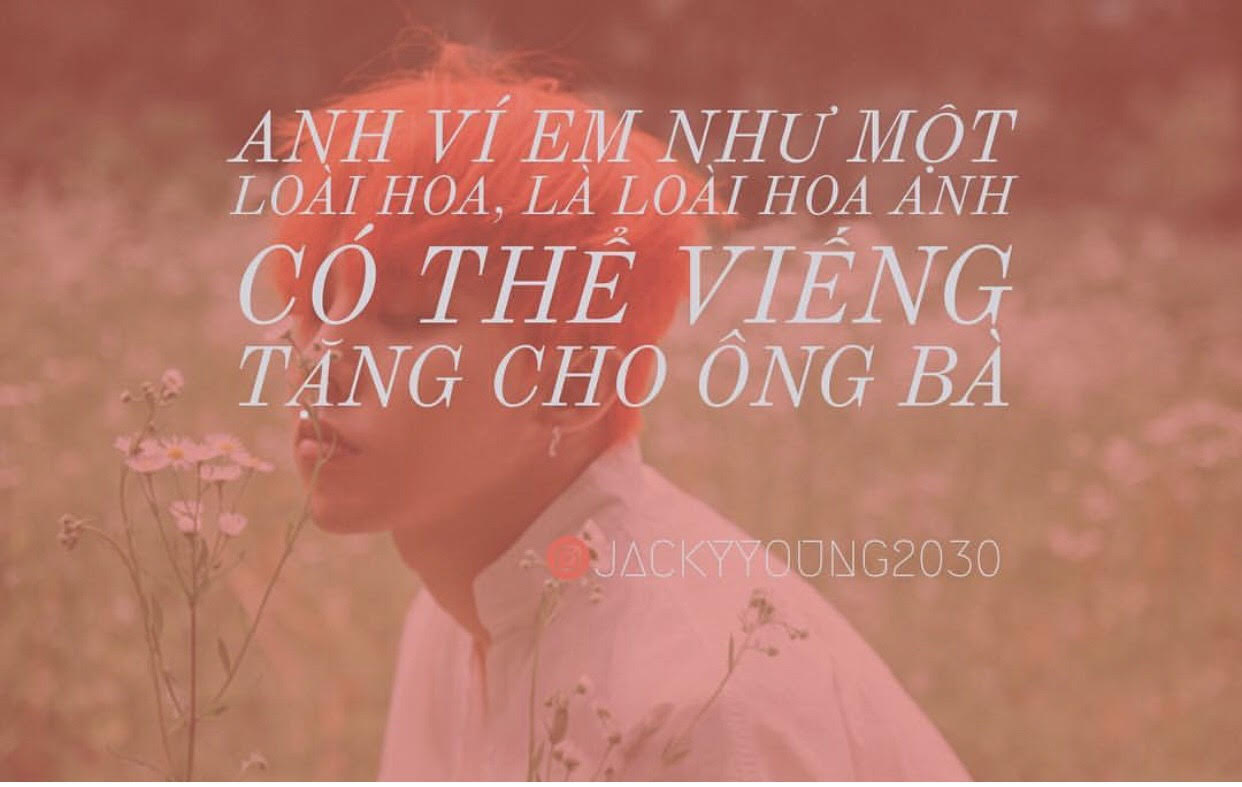 ANH VÍ EM NHƯ MỘT
LOÀI HOA, LÀ LOÀI HOA ANH
CÓ THỂ VIẾNG
TẶNG CHO ÔNG BÀ
@JACKYYOUNG2030